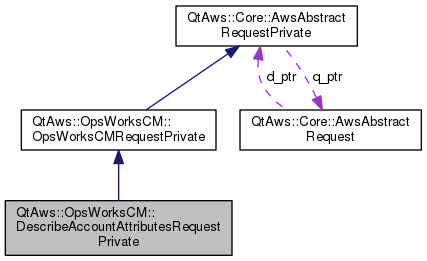 QtAws::Core::AwsAbstract
RequestPrivate
d_ptr
q_ptr
QtAws::OpsWorksCM::
OpsWorksCMRequestPrivate
QtAws::Core::AwsAbstract
Request
QtAws::OpsWorksCM::
DescribeAccountAttributesRequest
Private